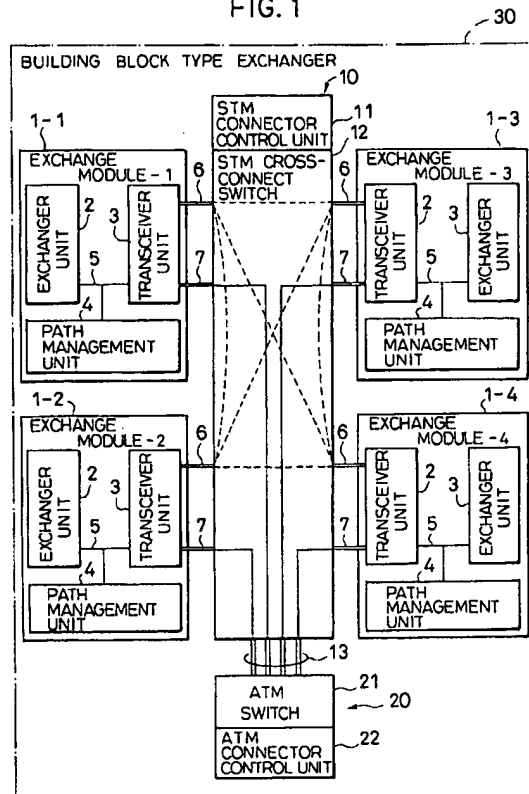 FIG. 1
30
BUILDING BLOCK TYPE EXCHANGER
10
STM
CONNECTOR
CONTROL UNIT
11
STM CROSS-
CONNECT
SWITCH
12
1-1
EXCHANGE
MODULE-1
EXCHANGER
UNIT
2
TRANSCEIVER
UNIT
3
5
4
PATH
MANAGEMENT
UNIT
6
7
1-3
EXCHANGE
MODULE-3
TRANSCEIVER
UNIT
2
EXCHANGER
UNIT
3
5
4
PATH
MANAGEMENT
UNIT
6
7
1-2
EXCHANGE
MODULE-2
EXCHANGER
UNIT
2
TRANSCEIVER
UNIT
3
5
4
PATH
MANAGEMENT
UNIT
6
7
1-4
EXCHANGE
MODULE-4
TRANSCEIVER
UNIT
2
EXCHANGER
UNIT
3
5
4
PATH
MANAGEMENT
UNIT
6
7
13
ATM
SWITCH
21
20
ATM
CONNECTOR
CONTROL UNIT
22